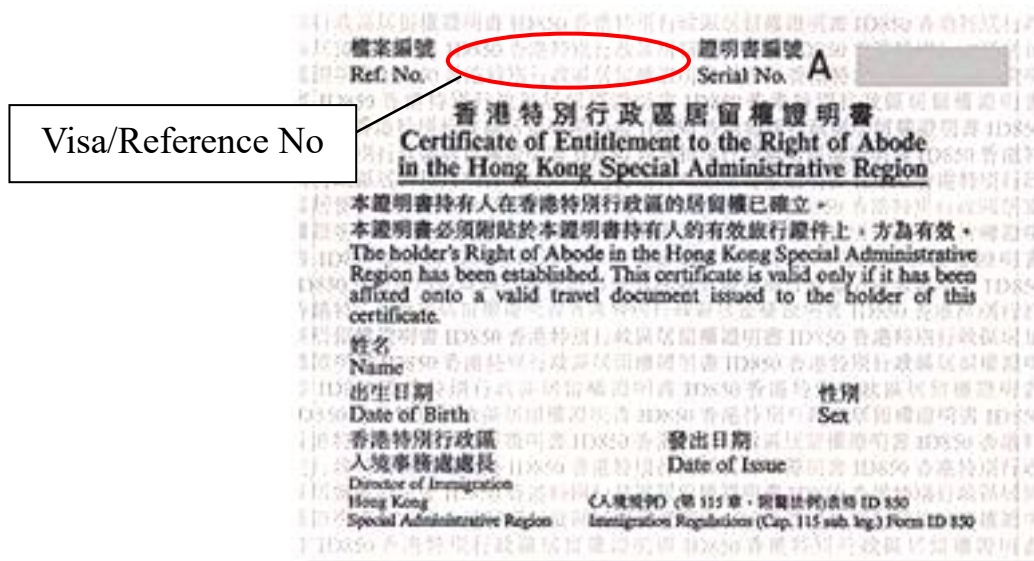 檔案編號 證明書編號
Ref. No. Serial No. A
Visa/Reference No
香港特別行政區居留權證明書
Certificate of Entitlement to the Right of Abode
in the Hong Kong Special Administrative Region
本證明書持有人在香港特別行政區的居留權已確立。
本證明書必須附貼於本證明書持有人的有效旅行證件上，方為有效。
The holder's Right of Abode in the Hong Kong Special Administrative
Region has been established. This certificate is valid only if it has been
affixed onto a valid travel document issued to the holder of this
certificate.
姓名
Name
出生日期 性別
Date of Birth Sex
香港特別行政區 發出日期
入境事務處處長 Date of Issue
Director of Immigration
Hong Kong 《入境規例》(第 115 章，附屬法例)表格 ID 850
Special Administrative Region Immigration Regulations (Cap. 115 sub. leg.) Form ID 850